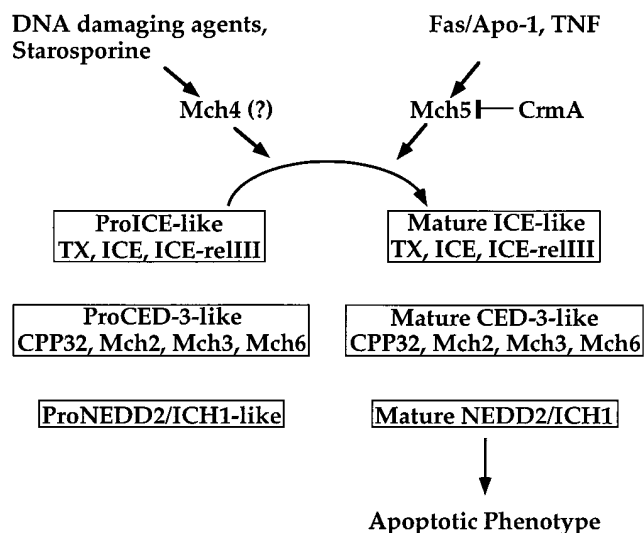 DNA damaging agents,
Starosporine
Fas/Apo-1, TNF
Mch4 (?)
Mch5
CrmA
ProICE-like
TX, ICE, ICE-relIII
Mature ICE-like
TX, ICE, ICE-relIII
ProCED-3-like
CPP32, Mch2, Mch3, Mch6
Mature CED-3-like
CPP32, Mch2, Mch3, Mch6
ProNEDD2/ICH1-like
Mature NEDD2/ICH1
Apoptotic Phenotype